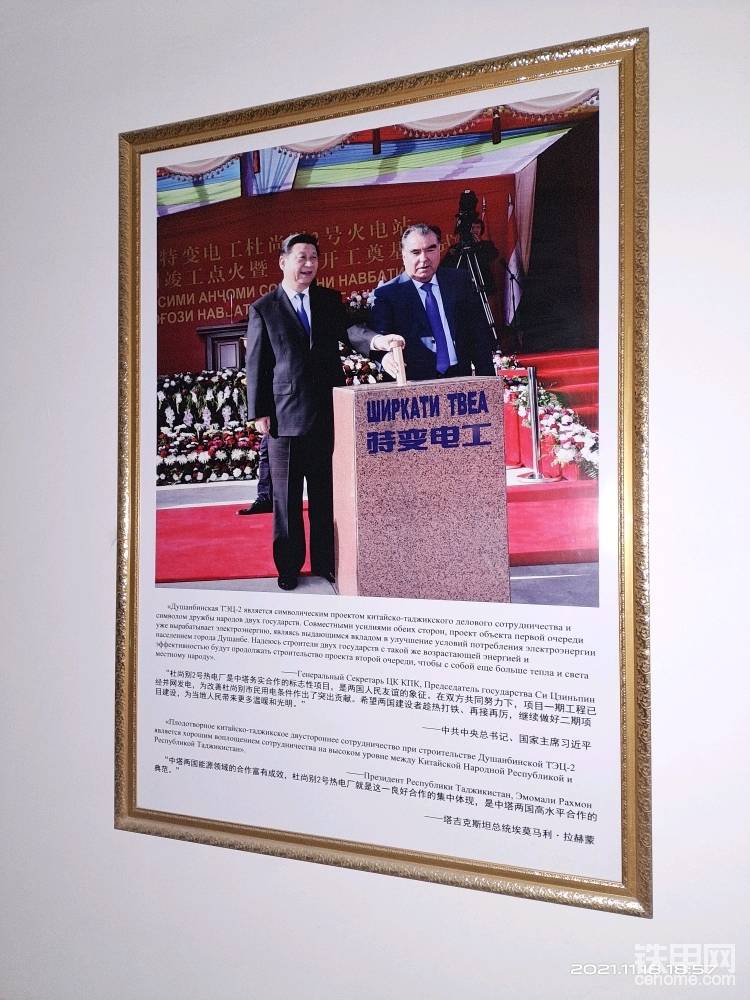 特变电工杜尚
2号火电站
竣工点火暨
开工奠基
СИМИ АНҶОМИ
НИ НАВБАТИ
ОҒОЗИ НАВБАТ
ШИРКАТИ ТВЕА
特变电工
«Душанбинская ТЭЦ-2 является символическим проектом китайско-таджикского делового сотрудничества и
символом дружбы народов двух государств. Совместными усилиями обеих сторон, проект объекта первой очереди
уже вырабатывает электроэнергию, являясь выдающимся вкладом в улучшение условий потребления электроэнергии
населением города Душанбе. Надеюсь строители двух государств с такой же возрастающей энергией и
эффективностью будут продолжать строительство проекта второй очереди, чтобы с собой еще больше тепла и света
местному народу».
——Генеральный Секретарь ЦК КПК, Председатель государства Си Цзиньпин
“杜尚别2号热电厂是中塔务实合作的标志性项目，是两国人民友谊的象征，在双方共同努力下，项目一期工程已
经并网发电，为改善杜尚别市民用电条件作出了突出贡献。希望两国建设者趁热打铁、再接再厉，继续做好二期项
目建设，为当地人民带来更多温暖和光明。”
——中共中央总书记、国家主席习近平
«Плодотворное китайско-таджикское двустороннее сотрудничество при строительстве Душанбинской ТЭЦ-2
является хорошим воплощением сотрудничества на высоком уровне между Китайской Народной Республикой и
Республикой Таджикистан».
——Президент Республики Таджикистан, Эмомали Рахмон
“中塔两国能源领域的合作富有成效，杜尚别2号热电厂就是这一良好合作的集中体现，是中塔两国高水平合作的
典范。”
——塔吉克斯坦总统埃莫马利·拉赫蒙
铁甲网
2021.11.16 18:57
cehome.com